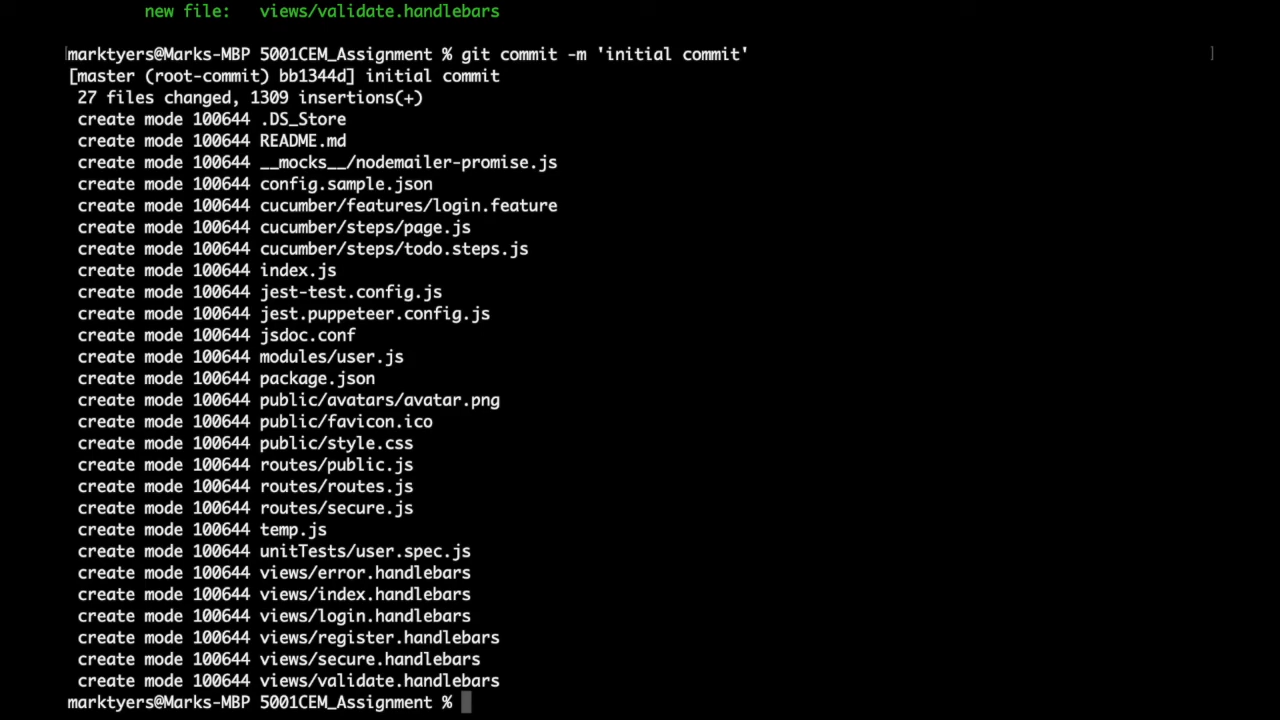 new file:   views/validate.handlebars
[marktyers@Marks-MBP 5001CEM_Assignment % git commit -m 'initial commit' ]
[master (root-commit) bb1344d] initial commit
 27 files changed, 1309 insertions(+)
 create mode 100644 .DS_Store
 create mode 100644 README.md
 create mode 100644 __mocks__/nodemailer-promise.js
 create mode 100644 config.sample.json
 create mode 100644 cucumber/features/login.feature
 create mode 100644 cucumber/steps/page.js
 create mode 100644 cucumber/steps/todo.steps.js
 create mode 100644 index.js
 create mode 100644 jest-test.config.js
 create mode 100644 jest.puppeteer.config.js
 create mode 100644 jsdoc.conf
 create mode 100644 modules/user.js
 create mode 100644 package.json
 create mode 100644 public/avatars/avatar.png
 create mode 100644 public/favicon.ico
 create mode 100644 public/style.css
 create mode 100644 routes/public.js
 create mode 100644 routes/routes.js
 create mode 100644 routes/secure.js
 create mode 100644 temp.js
 create mode 100644 unitTests/user.spec.js
 create mode 100644 views/error.handlebars
 create mode 100644 views/index.handlebars
 create mode 100644 views/login.handlebars
 create mode 100644 views/register.handlebars
 create mode 100644 views/secure.handlebars
 create mode 100644 views/validate.handlebars
marktyers@Marks-MBP 5001CEM_Assignment %